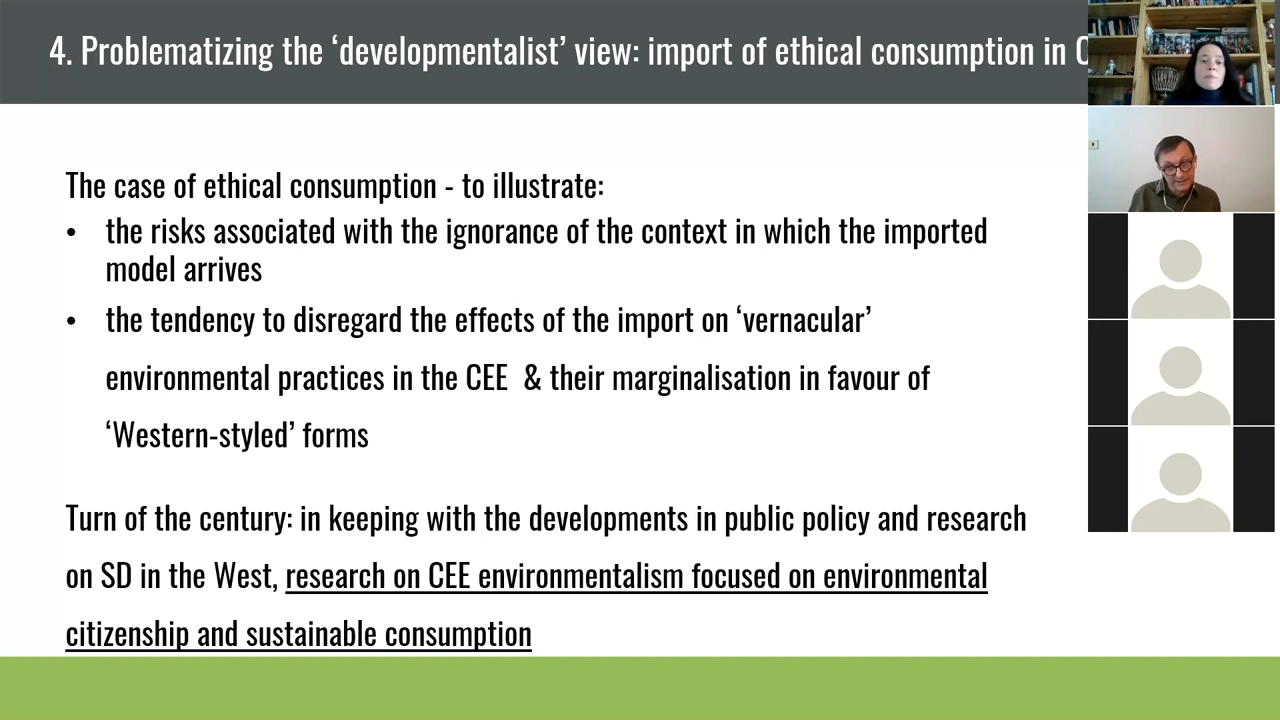 4. Problematizing the ‘developmentalist’ view: import of ethical consumption in
The case of ethical consumption - to illustrate:
• the risks associated with the ignorance of the context in which the imported
model arrives
• the tendency to disregard the effects of the import on ‘vernacular’
environmental practices in the CEE & their marginalisation in favour of
‘Western-styled’ forms
Turn of the century: in keeping with the developments in public policy and research
on SD in the West, research on CEE environmentalism focused on environmental
citizenship and sustainable consumption